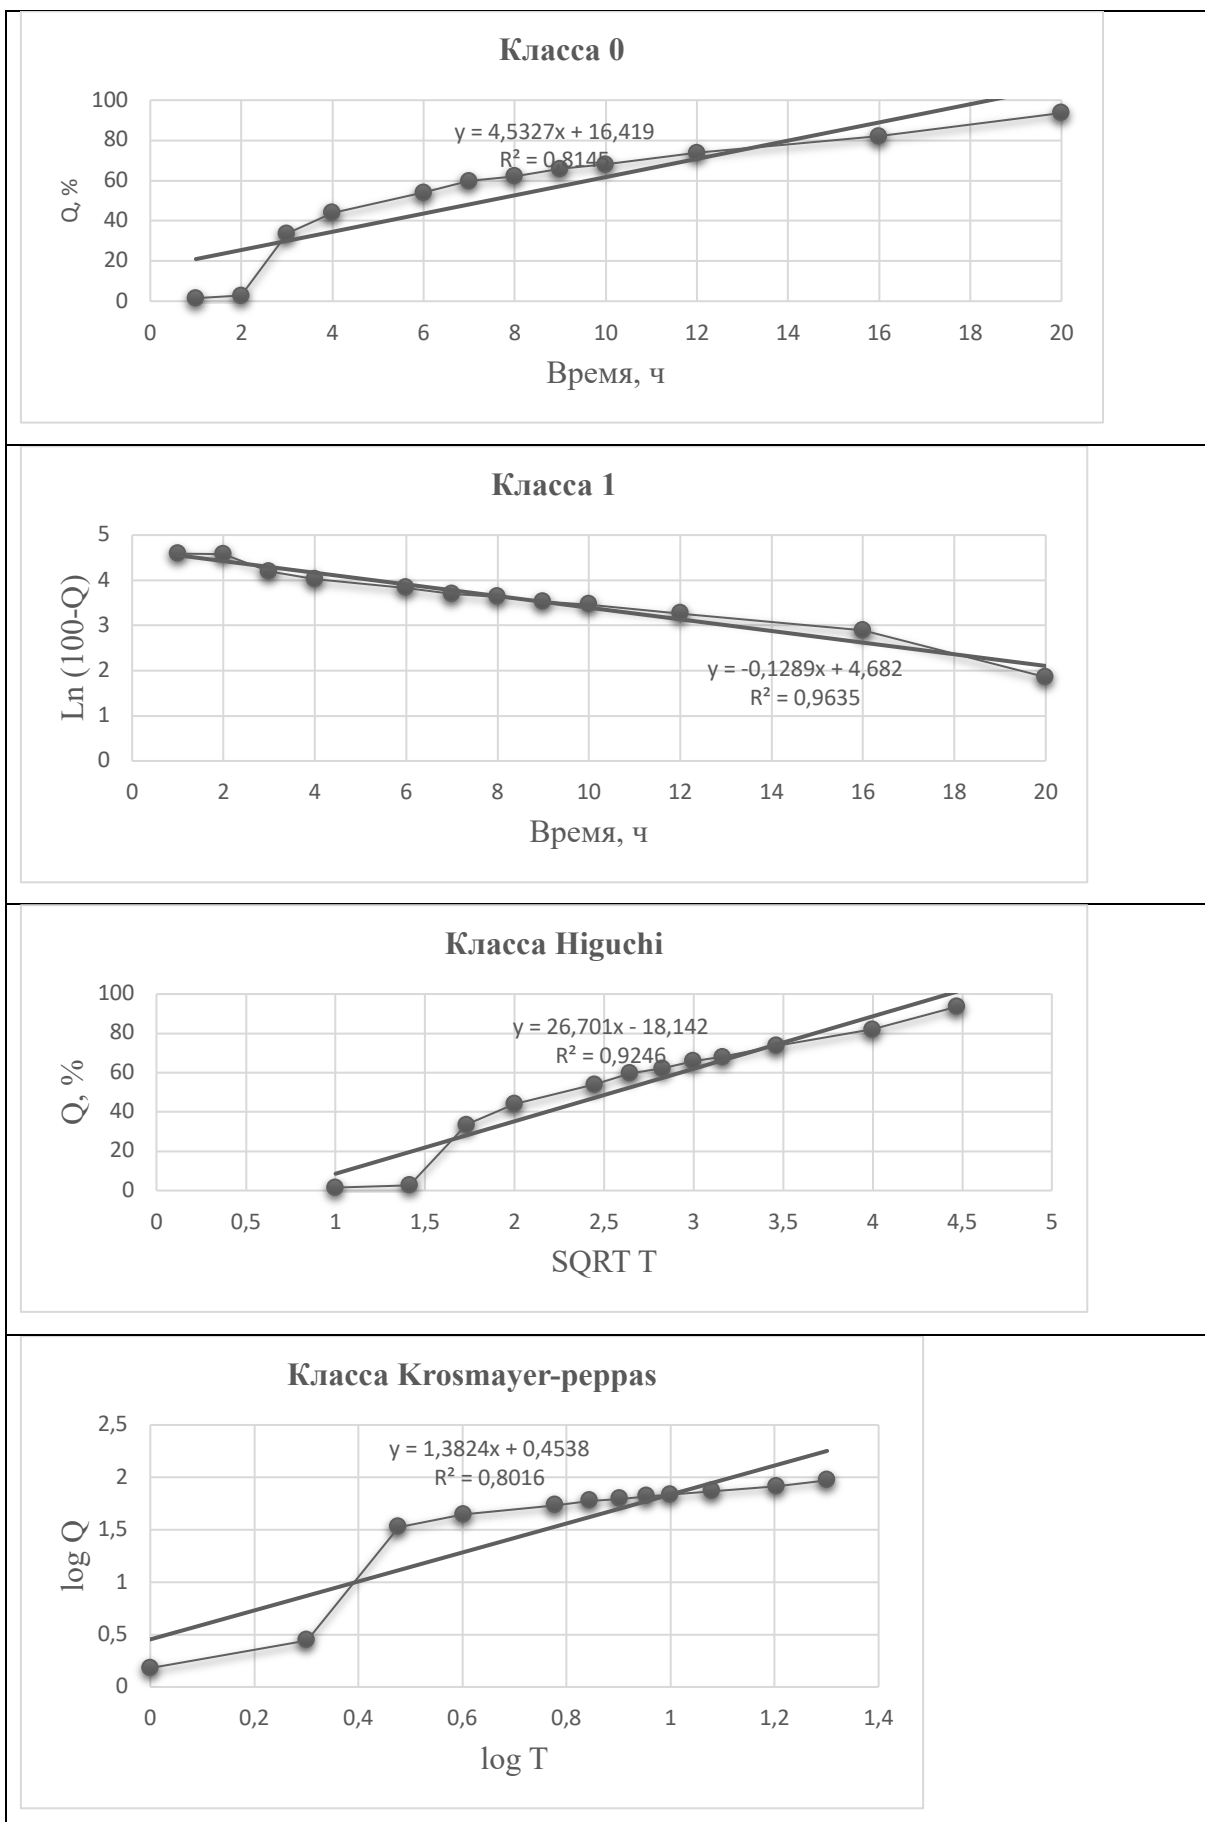 Класса 0
100
80
60
40
20
0
Q, %
y = 4,5327x + 16,419
R² = 0,8145
0 2 4 6 8 10 12 14 16 18 20
Время, ч
Класса 1
5
4
3
2
1
0
Ln (100-Q)
y = -0,1289x + 4,682
R² = 0,9635
0 2 4 6 8 10 12 14 16 18 20
Время, ч
Класса Higuchi
100
80
60
40
20
0
Q, %
y = 26,701x - 18,142
R² = 0,9246
0 0,5 1 1,5 2 2,5 3 3,5 4 4,5 5
SQRT T
Класса Krosmayer-peppas
2,5
2
1,5
1
0,5
0
log Q
y = 1,3824x + 0,4538
R² = 0,8016
0 0,2 0,4 0,6 0,8 1 1,2 1,4
log T